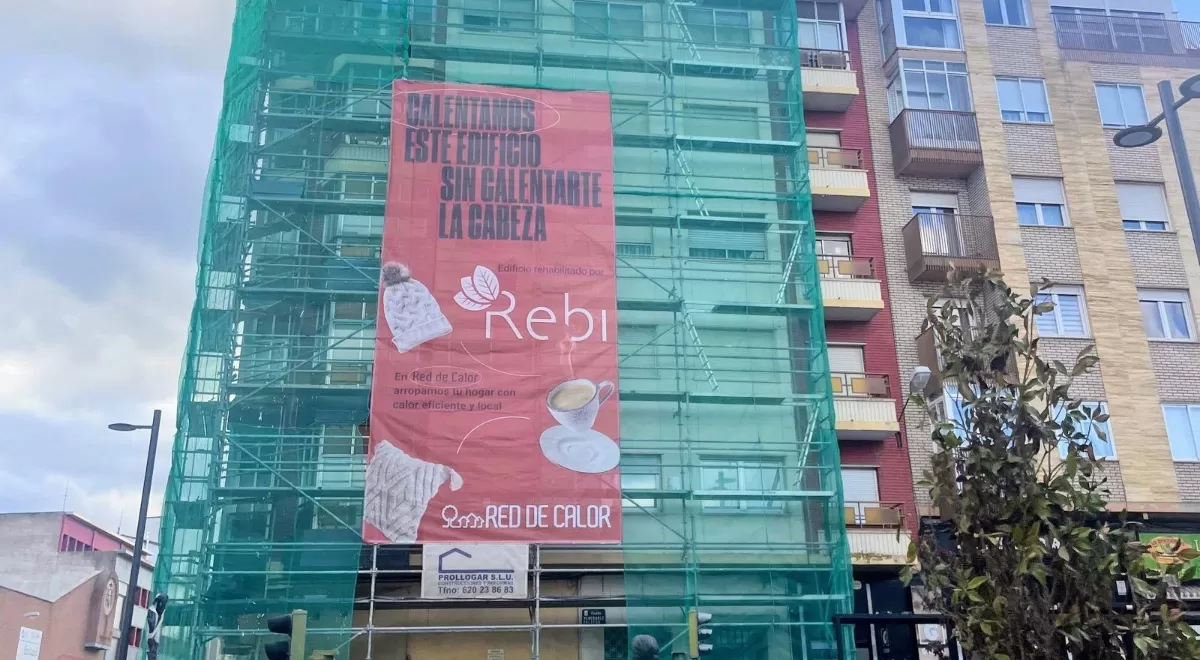 CALENTAMOS
ESTE EDIFICIO
SIN CALENTARTE
LA CABEZA
Edificio rehabilitado por
Rebi
En Red de Calor
arropamos tu hogar con
calor eficiente y local
RED DE CALOR
PROLLOGAR S.L.U.
Tfno: 620 23 86 83